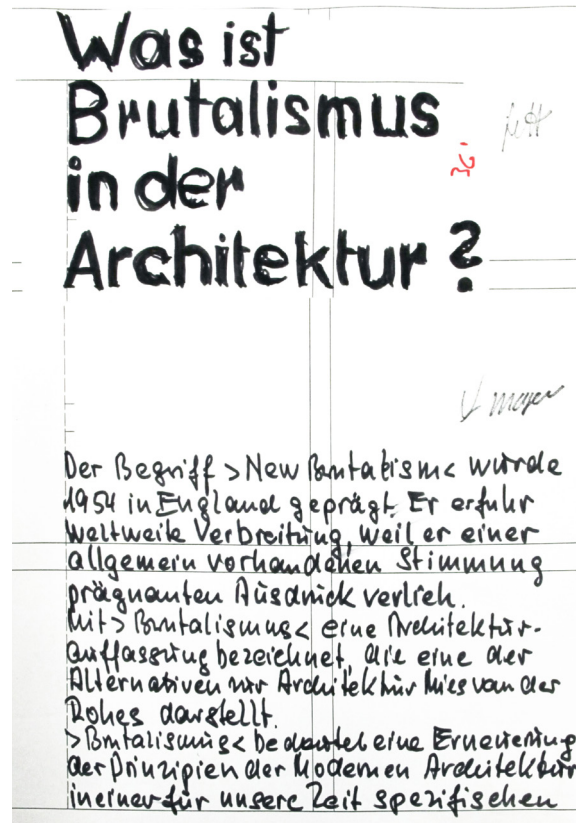 Was ist
Brutalismus
in der
Architektur?
fett
36.
mager
Der Begriff >New Brutalism< wurde
1954 in England geprägt. Er erfuhr
weltweite Verbreitung, weil er einer
allgemein vorhandenen Stimmung
prägnanten Ausdruck verlieh.
Mit >Brutalismus< eine Architektur-
auffassung bezeichnet, die eine der
Alternativen zur Architektur Mies van der
Rohes darstellt.
>Brutalismus< bedeutet eine Erneuerung
der Prinzipien der Modernen Architektur
in einer für unsere Zeit spezifischen